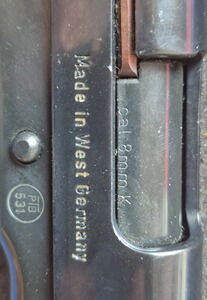 Made in West Germany
cal. 8mm K.
PTB
531